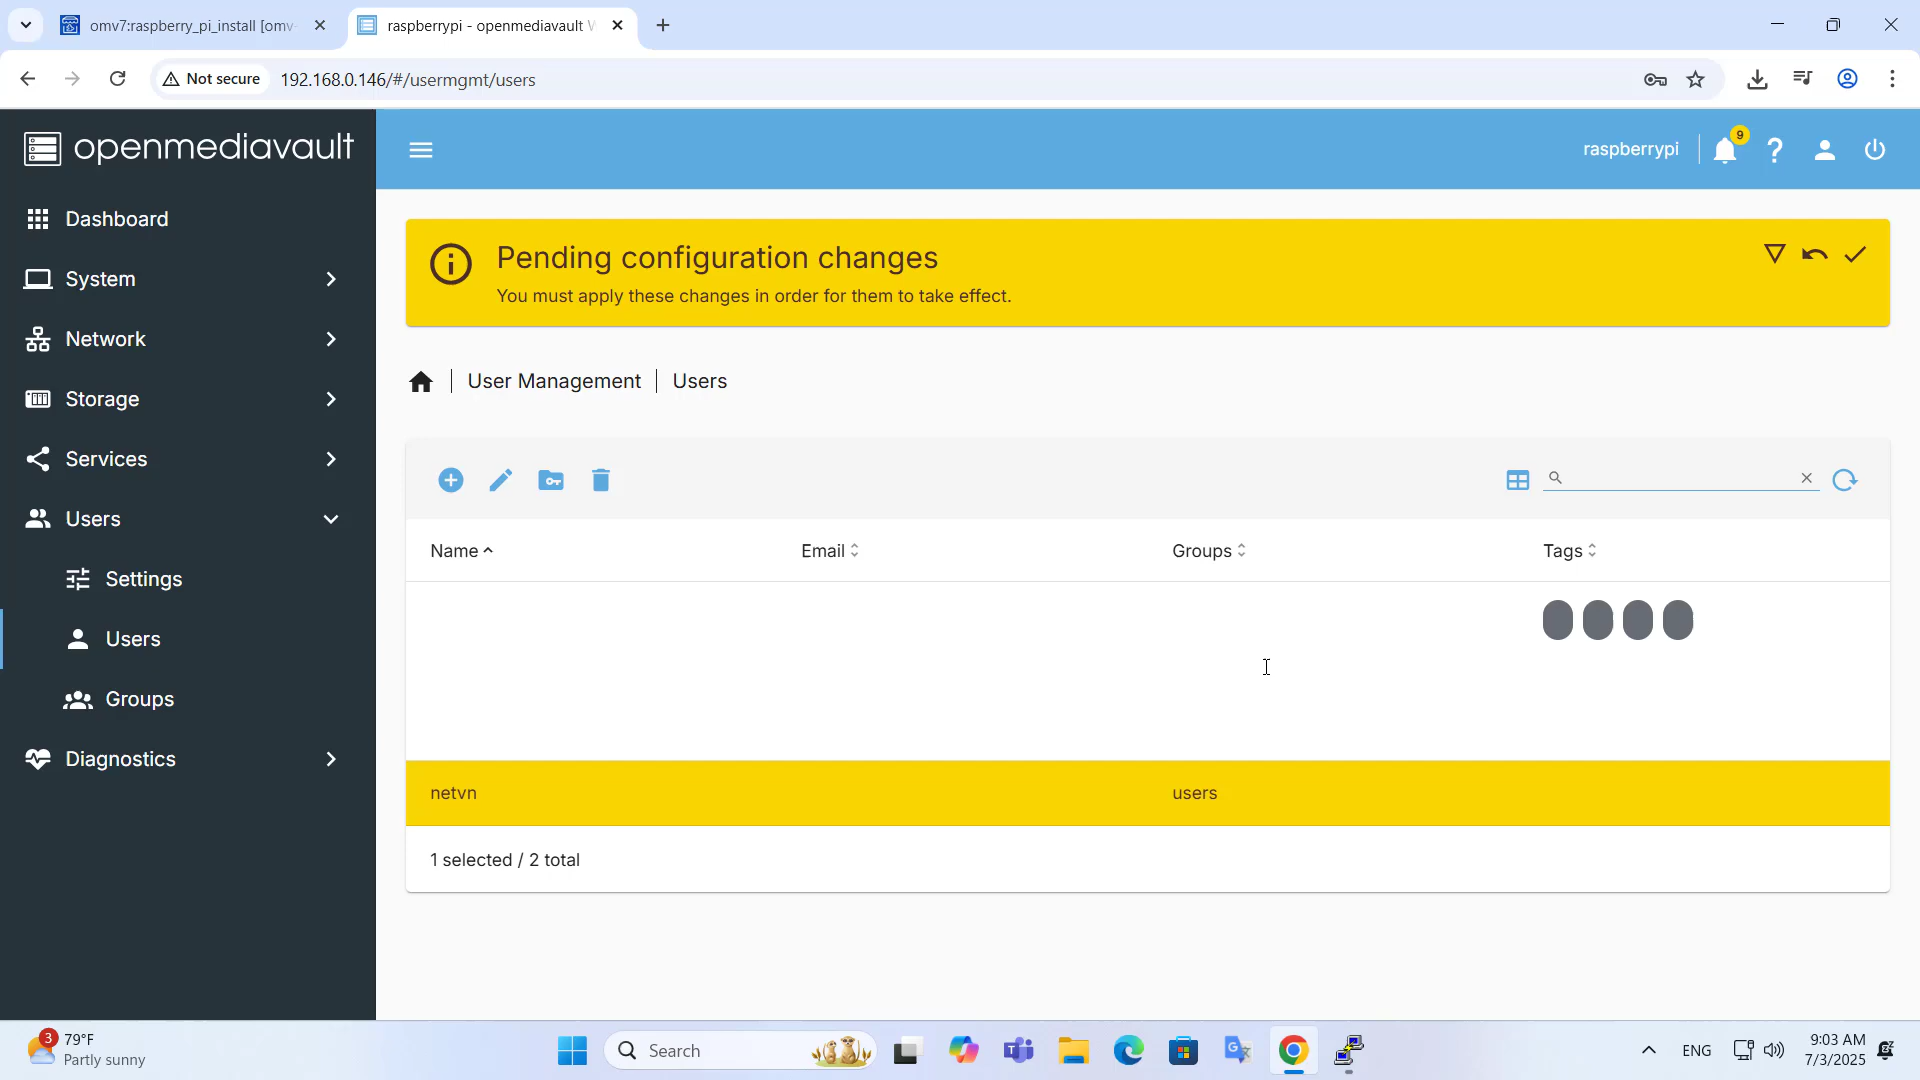 omv7:raspberry_pi_install [omv
raspberrypi - openmediavault W
Not secure
192.168.0.146/#/usermgmt/users
openmediavault
raspberrypi
9
Dashboard
System
Network
Storage
Services
Users
Settings
Users
Groups
Diagnostics
Pending configuration changes
You must apply these changes in order for them to take effect.
User Management
Users
Name
Email
Groups
Tags
netvn
users
1 selected / 2 total
3
79°F
Partly sunny
Search
ENG
9:03 AM
7/3/2025